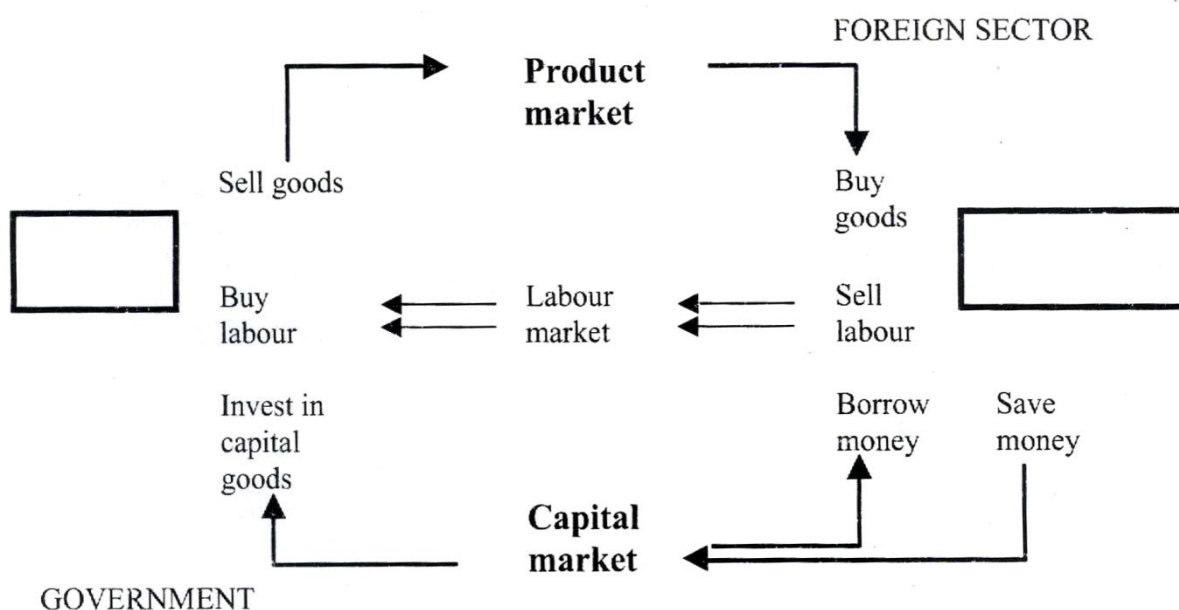 FOREIGN SECTOR
Product
market
Sell goods
Buy
goods
Buy
labour
Labour
market
Sell
labour
Invest in
capital
goods
Borrow
money
Save
money
Capital
market
GOVERNMENT